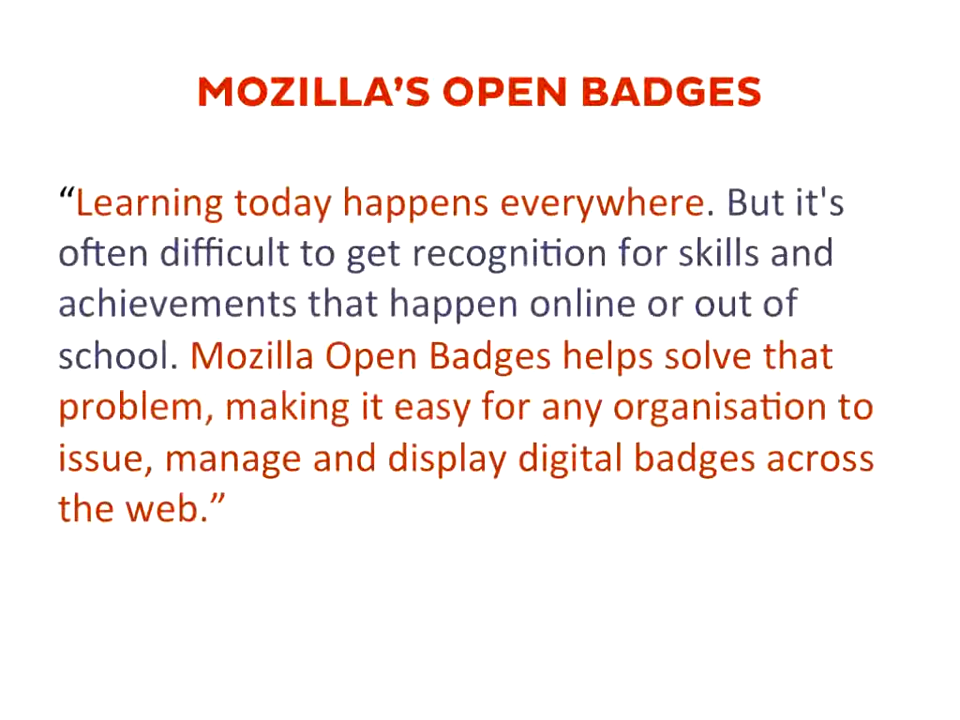 MOZILLA’S OPEN BADGES
“Learning today happens everywhere. But it's
often difficult to get recognition for skills and
achievements that happen online or out of
school. Mozilla Open Badges helps solve that
problem, making it easy for any organisation to
issue, manage and display digital badges across
the web.”